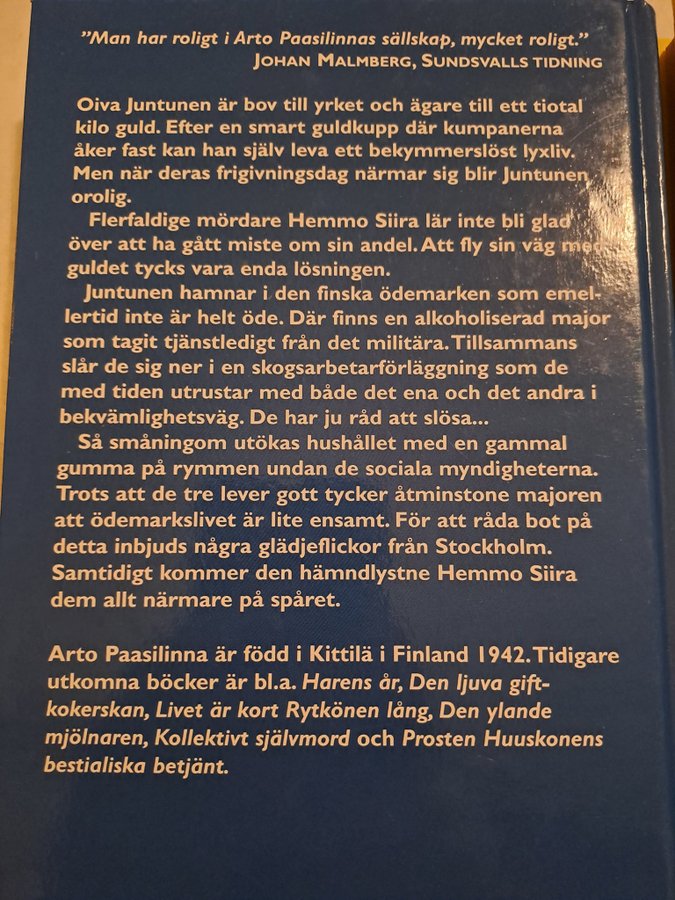 ”Man har roligt i Arto Paasilinnas sällskap, mycket roligt.”
JOHAN MALMBERG, SUNDSVALLS TIDNING
Oiva Juntunen är bov till yrket och ägare till ett tiotal
kilo guld. Efter en smart guldkupp där kumpanerna
åker fast kan han själv leva ett bekymmerslöst lyxliv.
Men när deras frigivningsdag närmar sig blir Juntunen
orolig.
Flerfaldige mördare Hemmo Siira lär inte bli glad
över att ha gått miste om sin andel. Att fly sin väg med
guldet tycks vara enda lösningen.
Juntunen hamnar i den finska ödemarken som emel-
lertid inte är helt öde. Där finns en alkoholiserad major
som tagit tjänstledigt från det militära. Tillsammans
slår de sig ner i en skogsarbetarförläggning som de
med tiden utrustar med både det ena och det andra i
bekvämlighetsväg. De har ju råd att slösa...
Så småningom utökas hushållet med en gammal
gumma på rymmen undan de sociala myndigheterna.
Trots att de tre lever gott tycker åtminstone majoren
att ödemarkslivet är lite ensamt. För att råda bot på
detta inbjuds några glädjeflickor från Stockholm.
Samtidigt kommer den hämndlystne Hemmo Siira
dem allt närmare på spåret.
Arto Paasilinna är född i Kittilä i Finland 1942. Tidigare
utkomna böcker är bl.a. Harens år, Den ljuva gift-
kokerskan, Livet är kort Rytkönen lång, Den ylande
mjölnaren, Kollektivt självmord och Prosten Huuskonens
bestialiska betjänt.